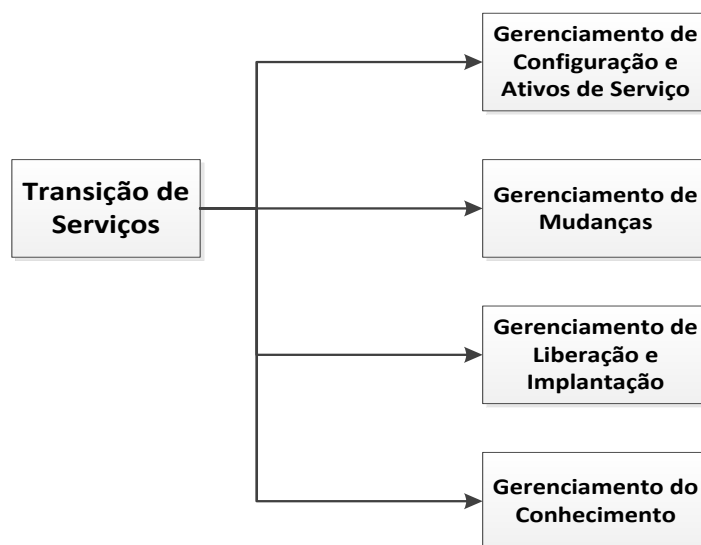 Gerenciamento de
Configuração e
Ativos de Serviço
Transição de
Serviços
Gerenciamento de
Mudanças
Gerenciamento de
Liberação e
Implantação
Gerenciamento do
Conhecimento